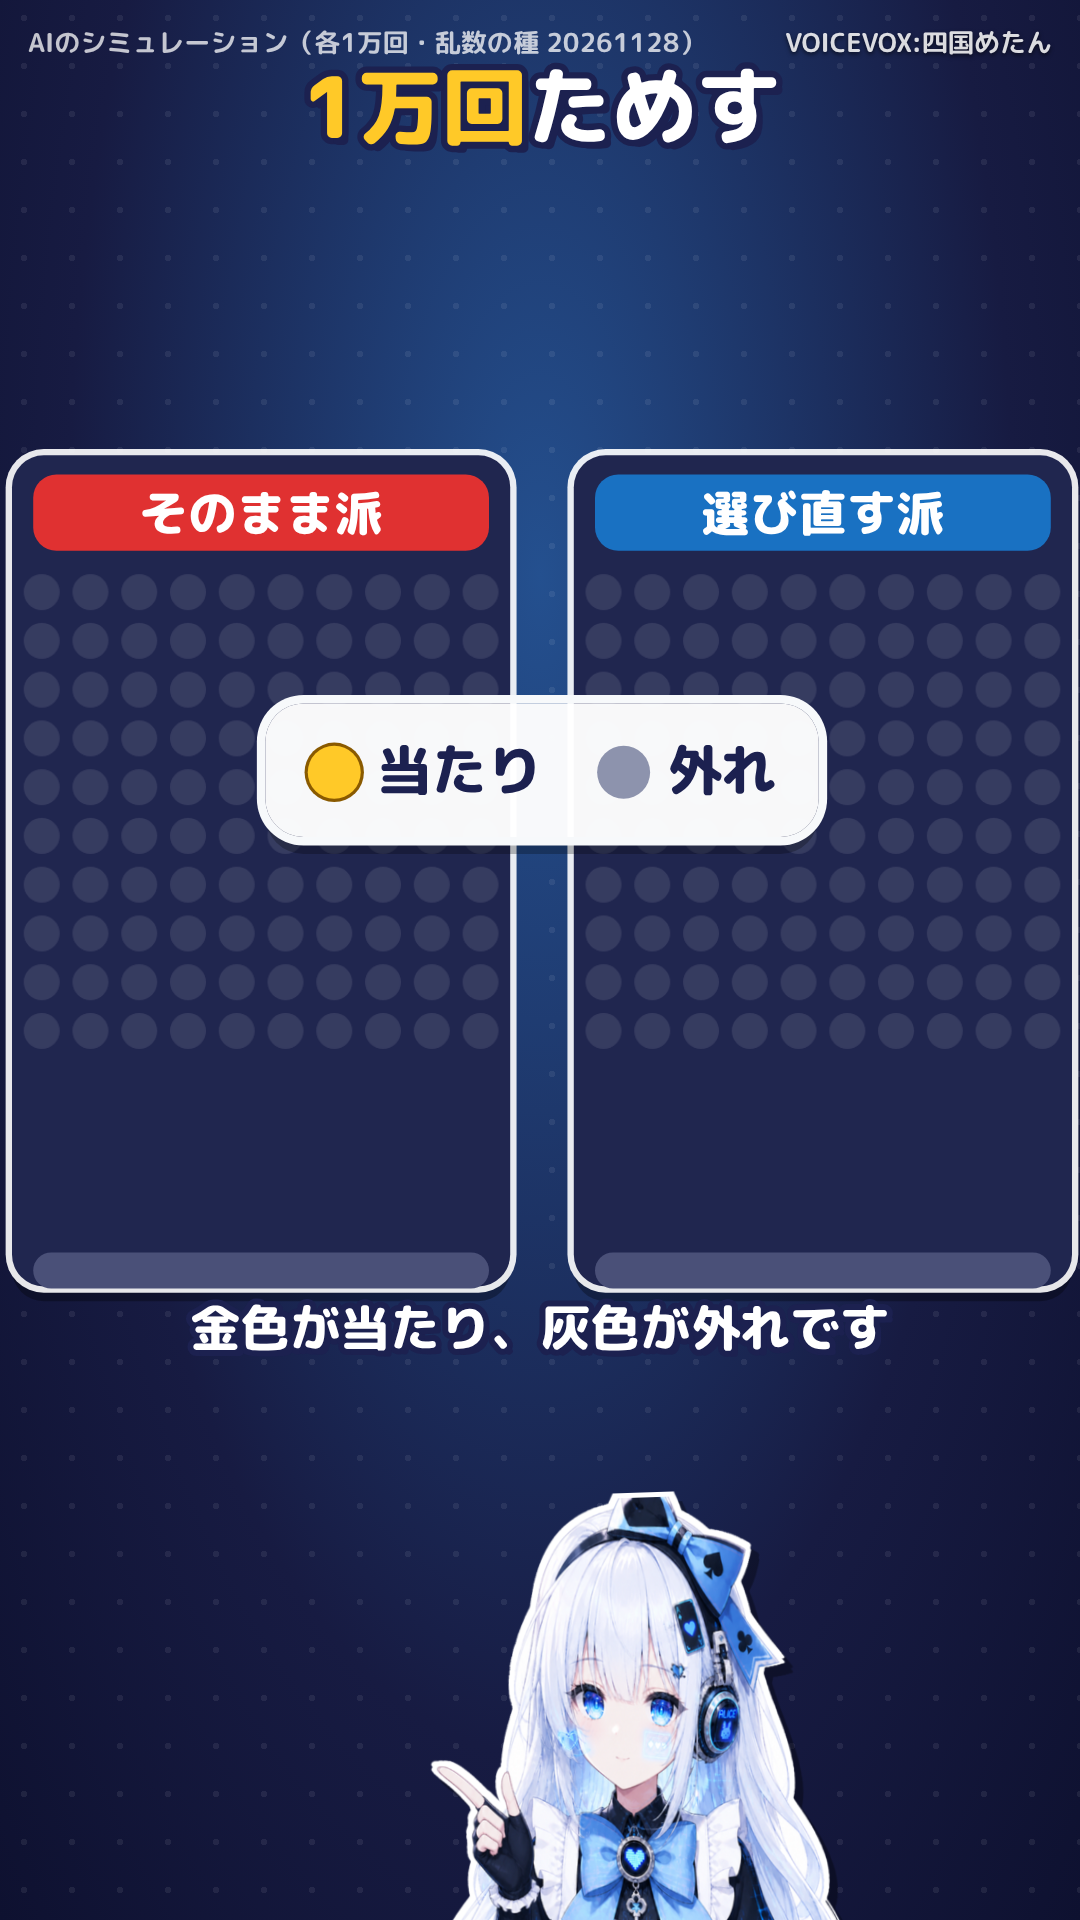 AIのシミュレーション（各1万回・乱数の種 20261128）
VOICEVOX:四国めたん
1万回ためす
そのまま派
選び直す派
当たり
外れ
金色が当たり、灰色が外れです
ALICE